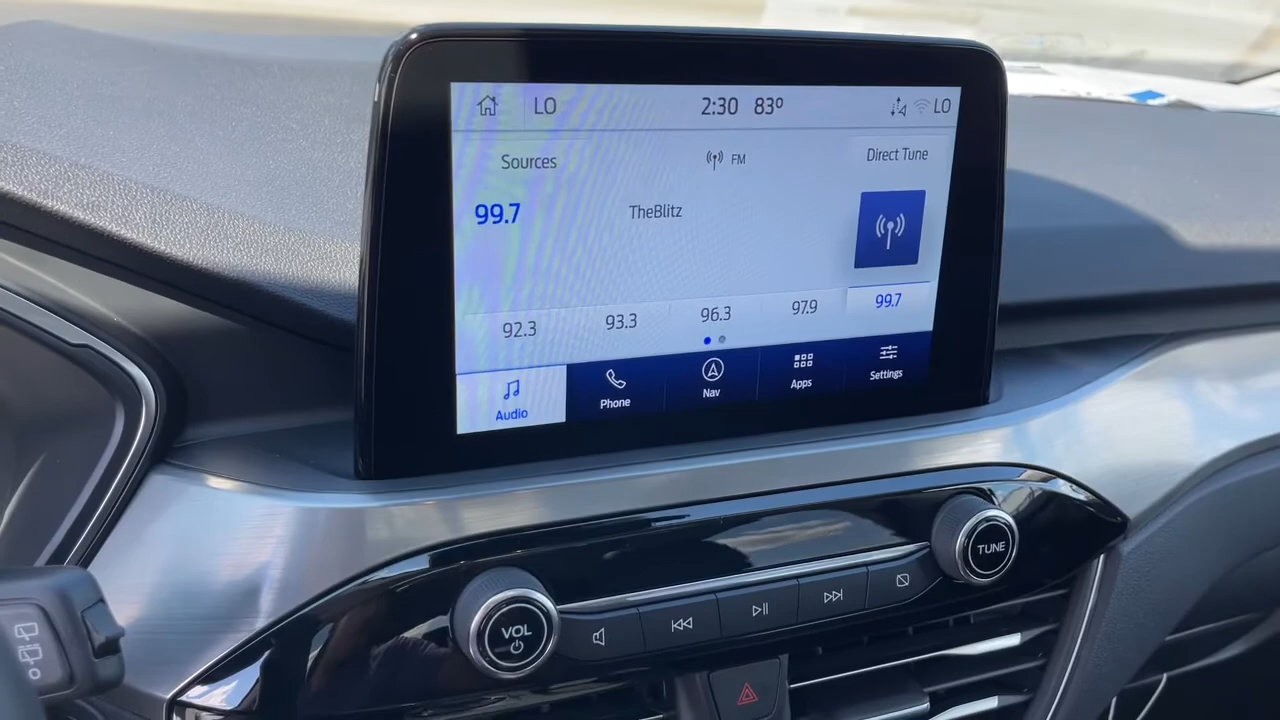 LO 2:30 83º LO
Sources FM Direct Tune
99.7 TheBlitz
92.3 93.3 96.3 97.9 99.7
Audio Phone Nav Apps Settings
VOL TUNE